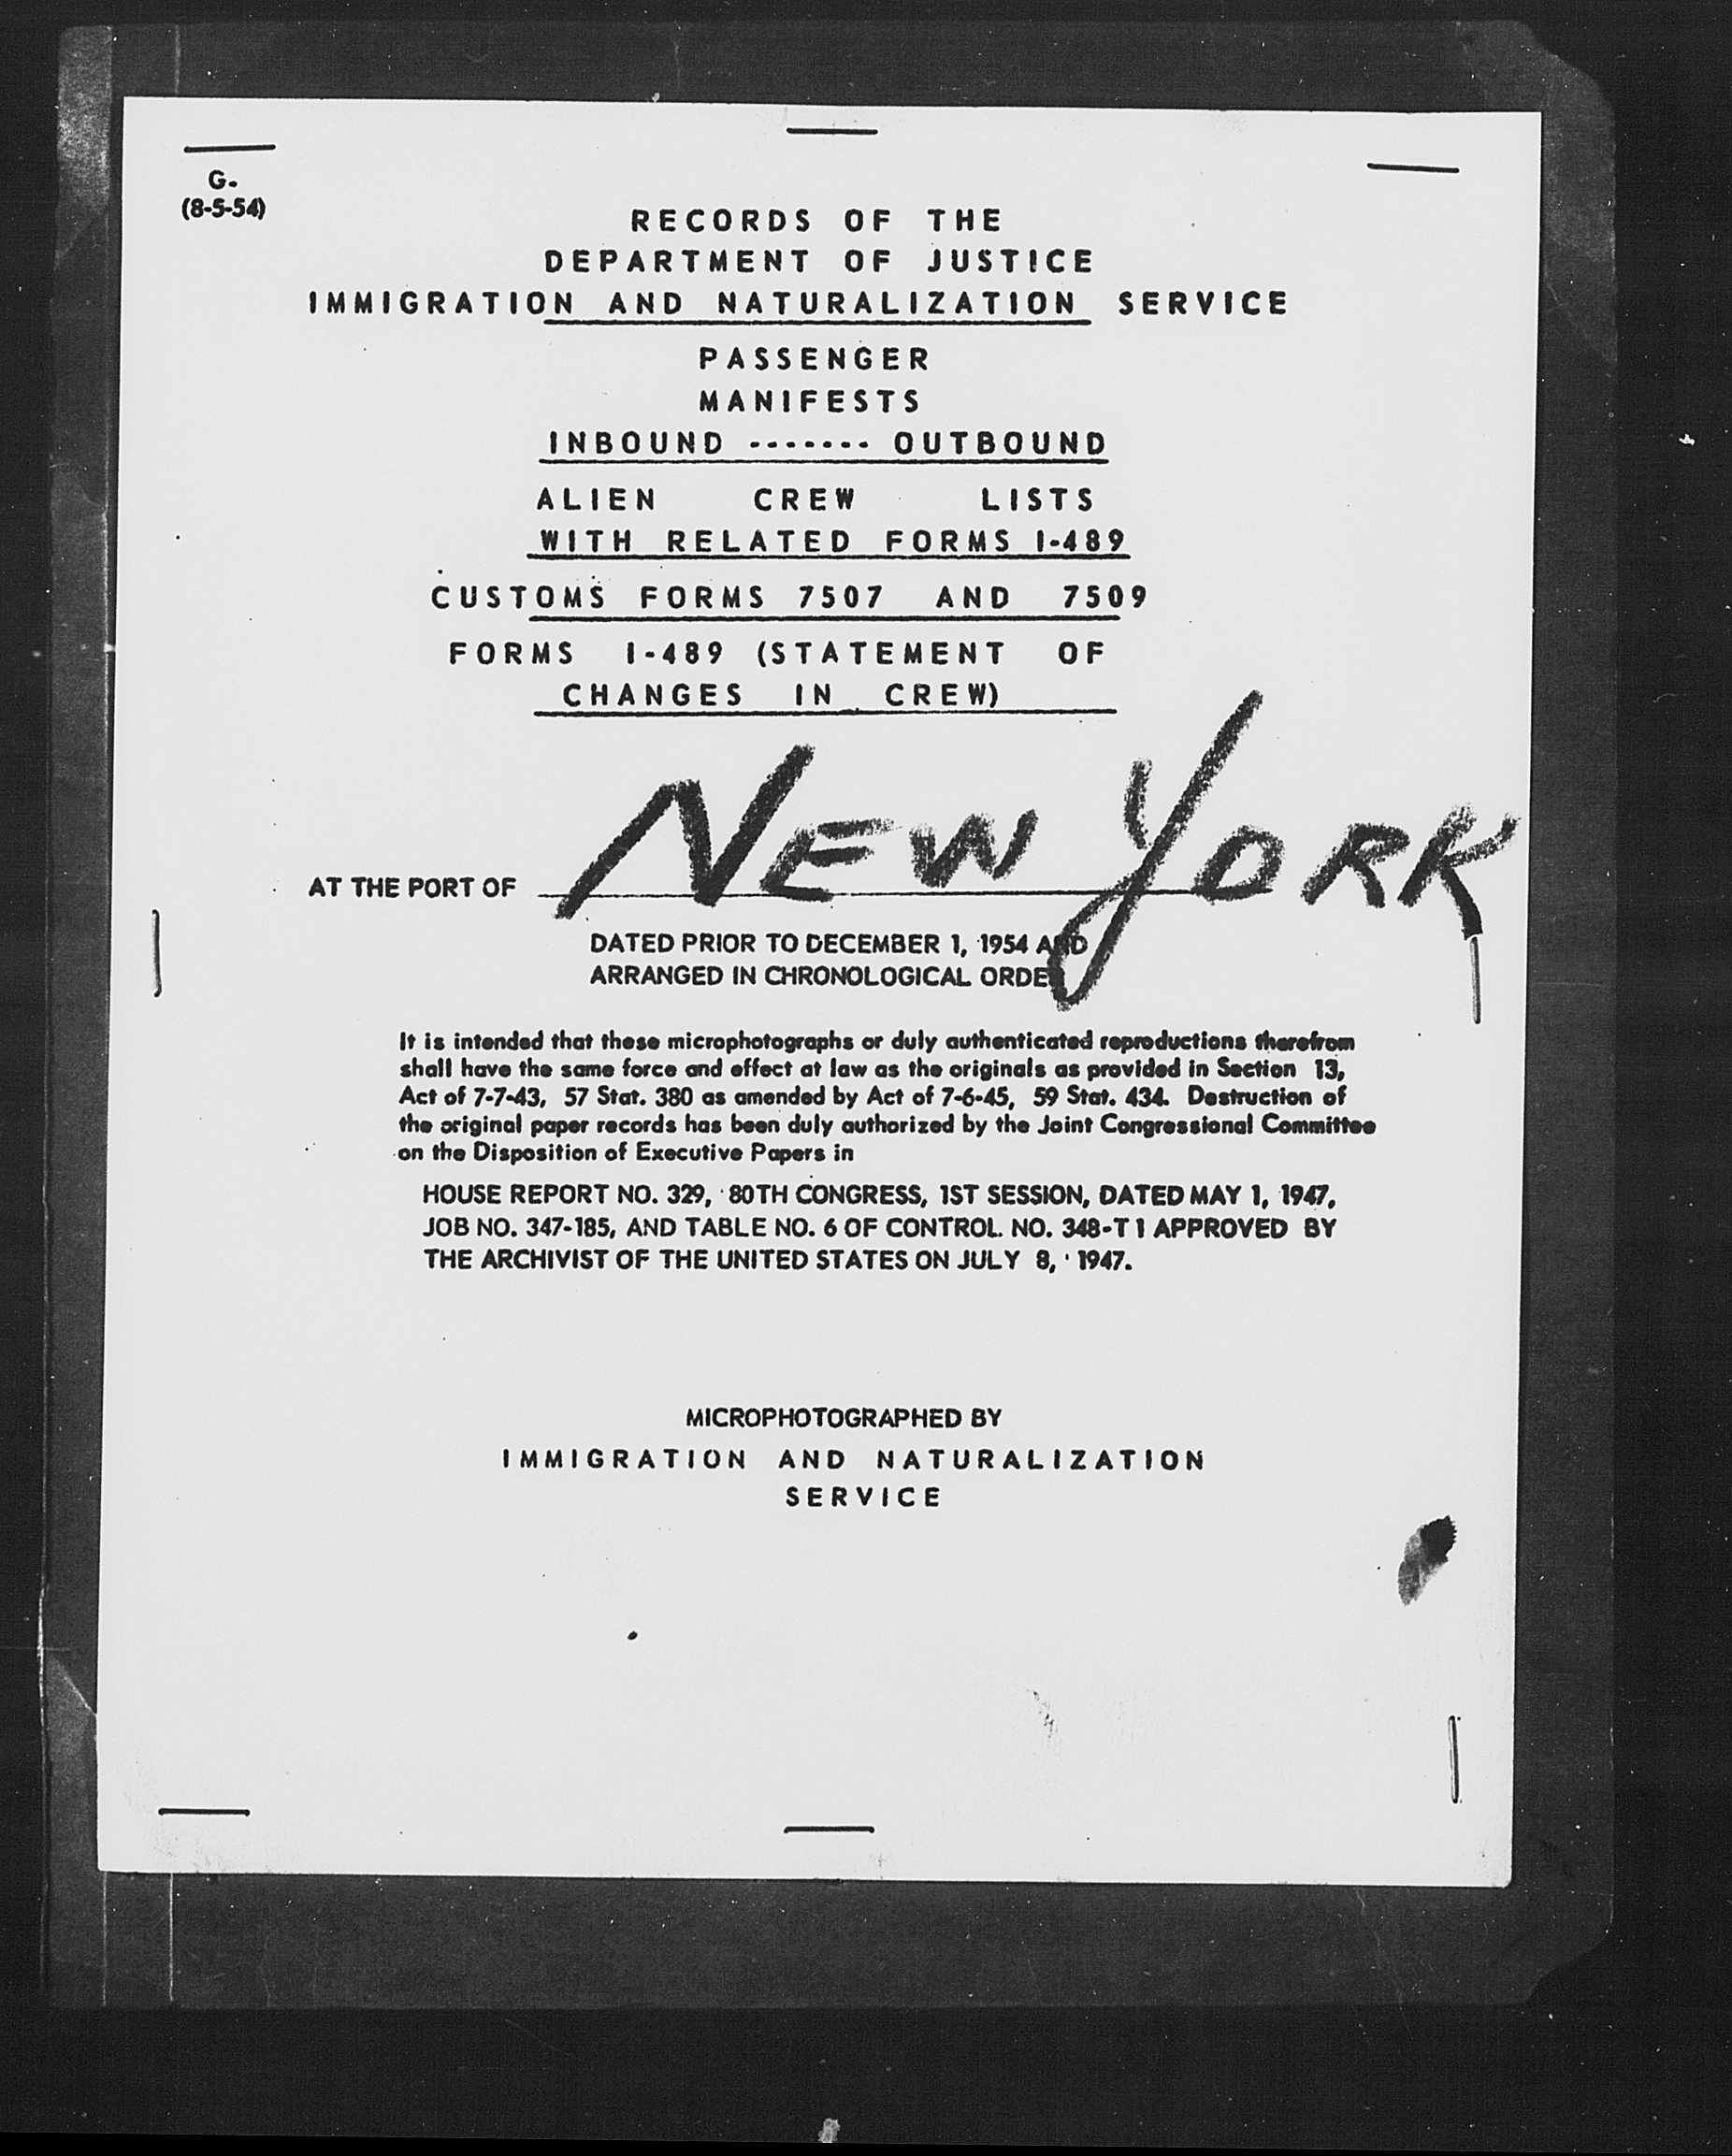 G.
(8-5-54)
RECORDS OF THE
DEPARTMENT OF JUSTICE
IMMIGRATION AND NATURALIZATION SERVICE
PASSENGER
MANIFESTS
INBOUND ------- OUTBOUND
ALIEN CREW LISTS
WITH RELATED FORMS I-489
CUSTOMS FORMS 7507 AND 7509
FORMS I-489 (STATEMENT OF
CHANGES IN CREW)
AT THE PORT OF NEW YORK
DATED PRIOR TO DECEMBER 1, 1954 AND
ARRANGED IN CHRONOLOGICAL ORDER
It is intended that these microphotographs or duly authenticated reproductions therefrom
shall have the same force and effect at law as the originals as provided in Section 13,
Act of 7-7-43, 57 Stat. 380 as amended by Act of 7-6-45, 59 Stat. 434. Destruction of
the original paper records has been duly authorized by the Joint Congressional Committee
on the Disposition of Executive Papers in
HOUSE REPORT NO. 329, 80TH CONGRESS, 1ST SESSION, DATED MAY 1, 1947,
JOB NO. 347-185, AND TABLE NO. 6 OF CONTROL NO. 348-T1 APPROVED BY
THE ARCHIVIST OF THE UNITED STATES ON JULY 8, 1947.
MICROPHOTOGRAPHED BY
IMMIGRATION AND NATURALIZATION
SERVICE